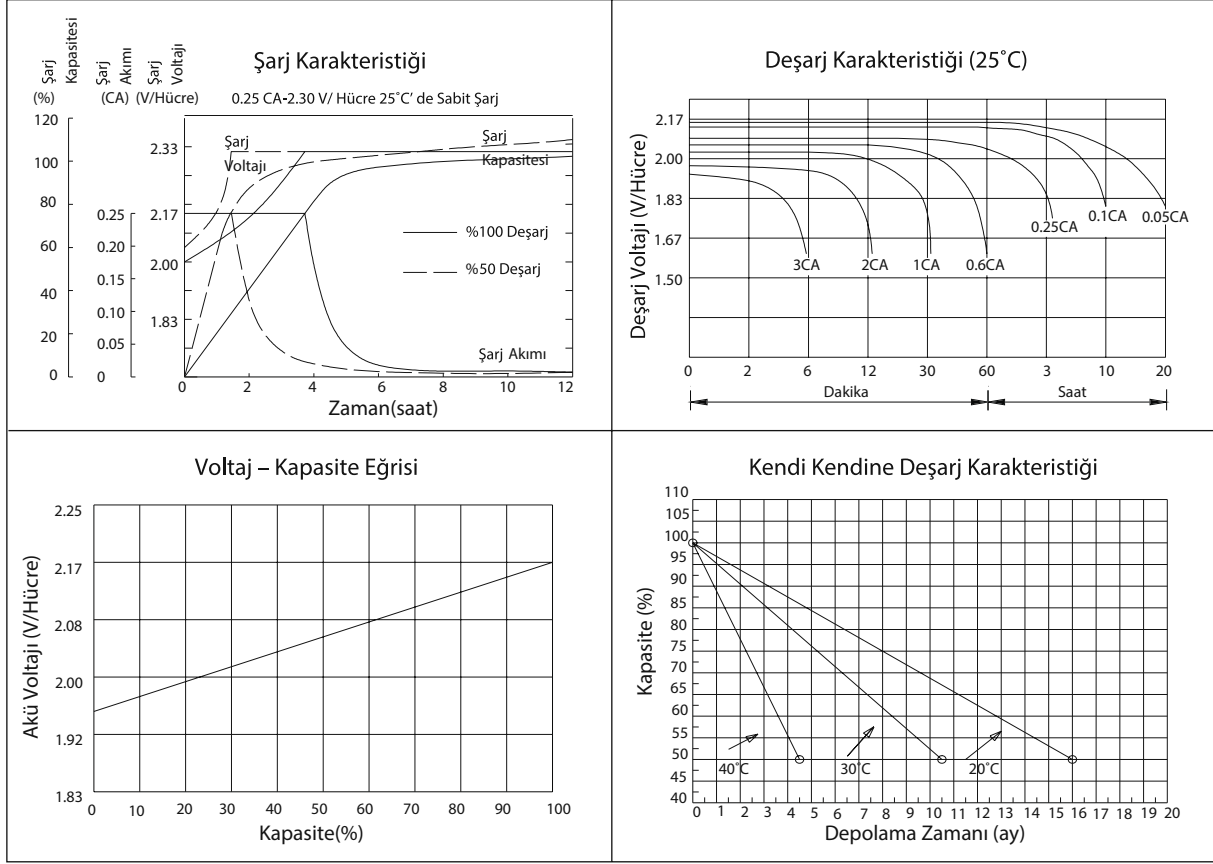 Şarj Karakteristiği
0.25 CA-2.30 V/ Hücre 25°C' de Sabit Şarj
Şarj Kapasitesi
(%)
Şarj Akımı
(CA)
Şarj Voltajı
(V/Hücre)
120
100
80
60
40
20
0
0.25
0.20
0.15
0.10
0.05
0
2.33
2.17
2.00
1.83
Şarj
Voltajı
Şarj
Kapasitesi
%100 Deşarj
%50 Deşarj
Şarj Akımı
0 2 4 6 8 10 12
Zaman(saat)
Deşarj Karakteristiği (25°C)
Deşarj Voltajı (V/Hücre)
2.17
2.00
1.83
1.67
1.50
3CA 2CA 1CA 0.6CA 0.25CA 0.1CA 0.05CA
0 2 6 12 30 60 3 10 20
Dakika Saat
Voltaj – Kapasite Eğrisi
Akü Voltajı (V/Hücre)
2.25
2.17
2.08
2.00
1.92
1.83
0 10 20 30 40 50 60 70 80 90 100
Kapasite(%)
Kendi Kendine Deşarj Karakteristiği
Kapasite (%)
110
105
100
95
90
85
80
75
70
65
60
55
50
45
40
40°C 30°C 20°C
0 1 2 3 4 5 6 7 8 9 10 11 12 13 14 15 16 17 18 19 20
Depolama Zamanı (ay)